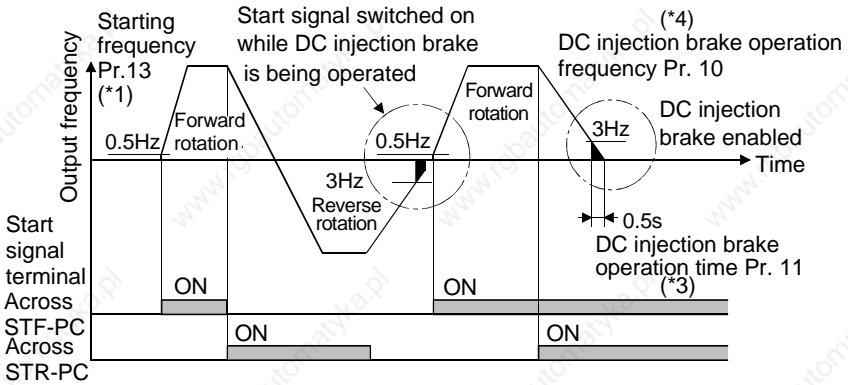 Starting
frequency
Pr.13
(*1)
Start signal switched on
while DC injection brake
is being operated
(*4)
DC injection brake operation
frequency Pr. 10
Output frequency
0.5Hz
Forward
rotation
3Hz
Reverse
rotation
0.5Hz
Forward
rotation
3Hz
DC injection
brake enabled
Time
0.5s
DC injection brake
operation time Pr. 11
(*3)
Start
signal
terminal
Across
STF-PC
ON
ON
Across
STR-PC
ON
ON
www.rgbautomatyka.pl